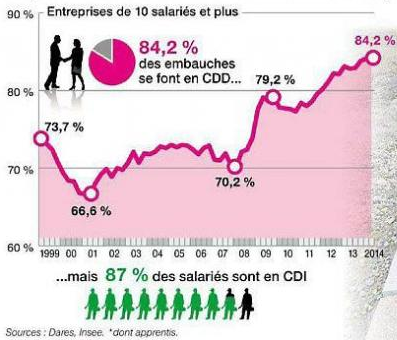 Entreprises de 10 salariés et plus
90 %
84,2 %
des embauches
se font en CDD...
84,2 %
79,2 %
80 %
73,7 %
70 %
70,2 %
66,6 %
60 %
1999 00 01 02 03 04 05 06 07 08 09 10 11 12 13 2014
...mais 87 % des salariés sont en CDI
Sources : Dares, Insee. *dont apprentis.